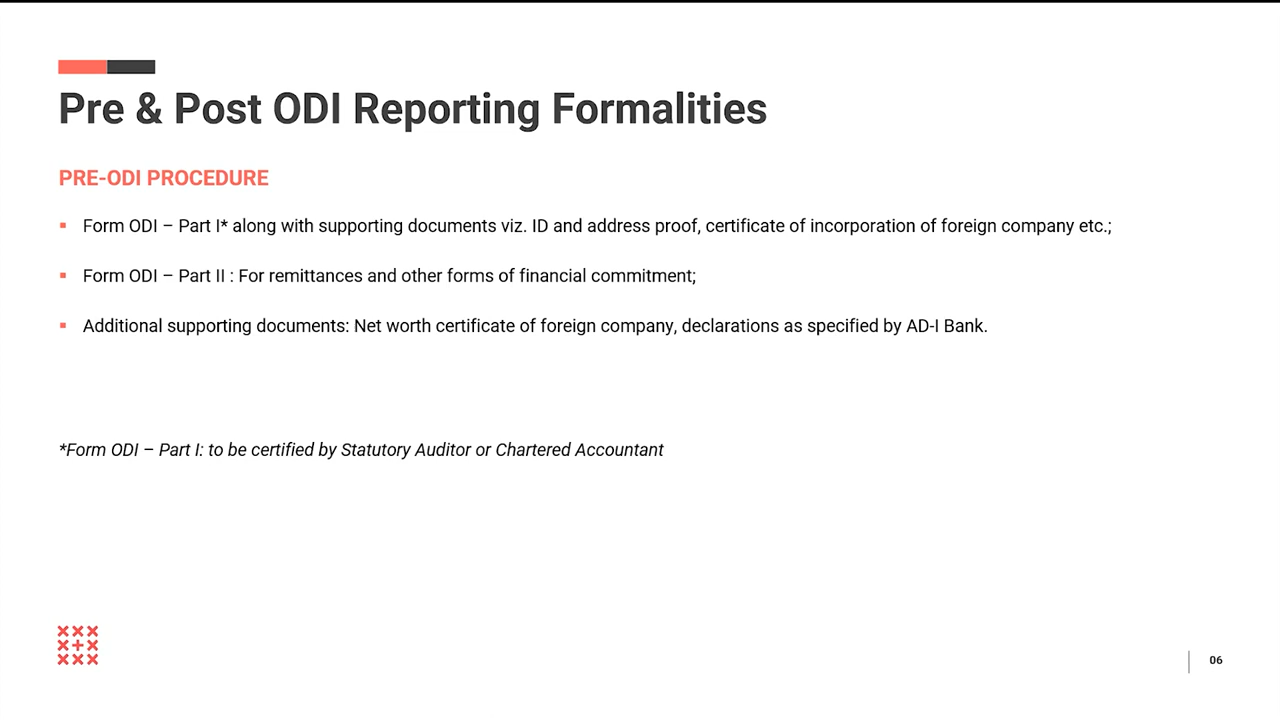 Pre & Post ODI Reporting Formalities
PRE-ODI PROCEDURE
▪ Form ODI – Part I* along with supporting documents viz. ID and address proof, certificate of incorporation of foreign company etc.;
▪ Form ODI – Part II : For remittances and other forms of financial commitment;
▪ Additional supporting documents: Net worth certificate of foreign company, declarations as specified by AD-I Bank.
*Form ODI – Part I: to be certified by Statutory Auditor or Chartered Accountant
06